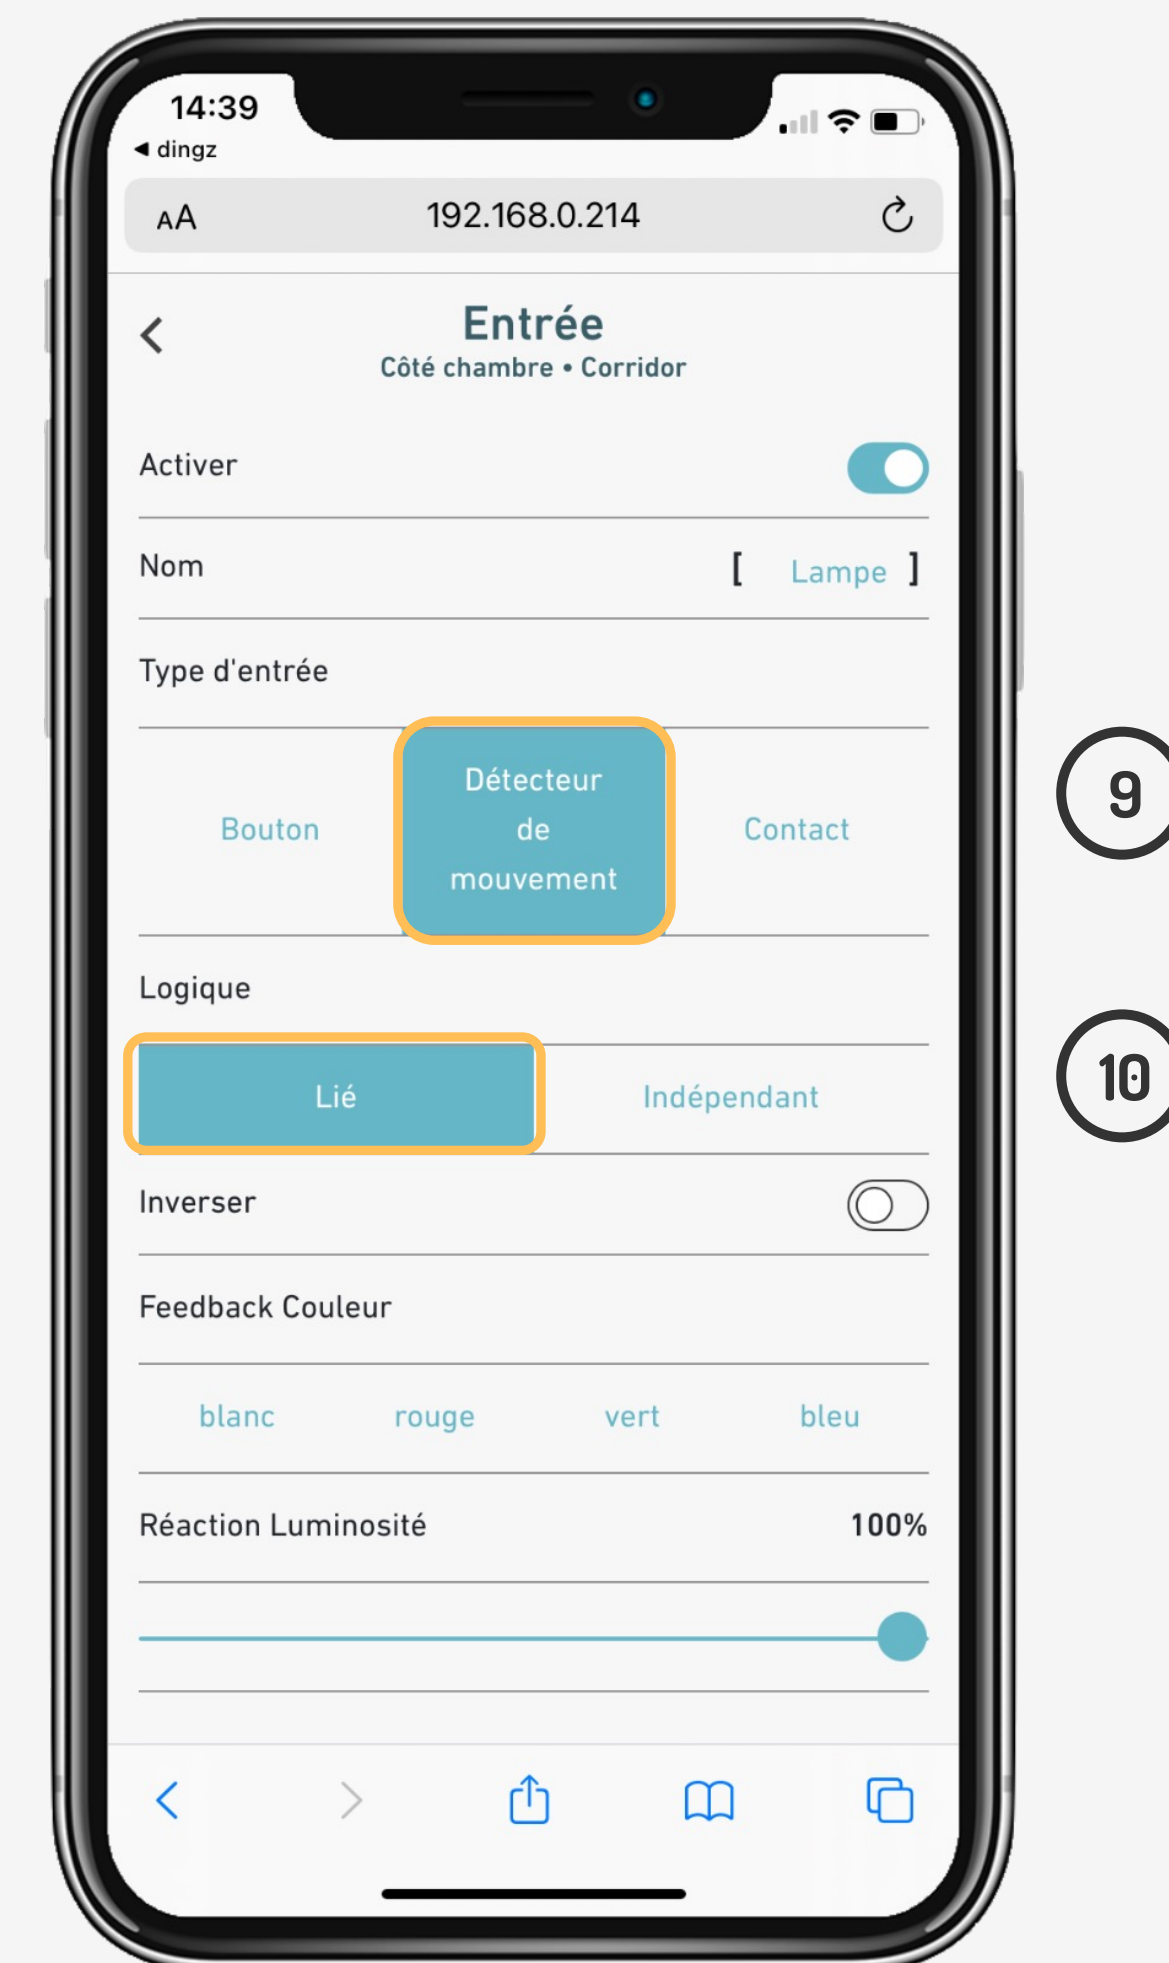 14:39
◀ dingz
AA 192.168.0.214
Entrée
Côté chambre • Corridor
Activer
Nom [ Lampe ]
Type d'entrée
Bouton
Détecteur
de
mouvement
Contact
9
Logique
Lié Indépendant
10
Inverser
Feedback Couleur
blanc rouge vert bleu
Réaction Luminosité 100%